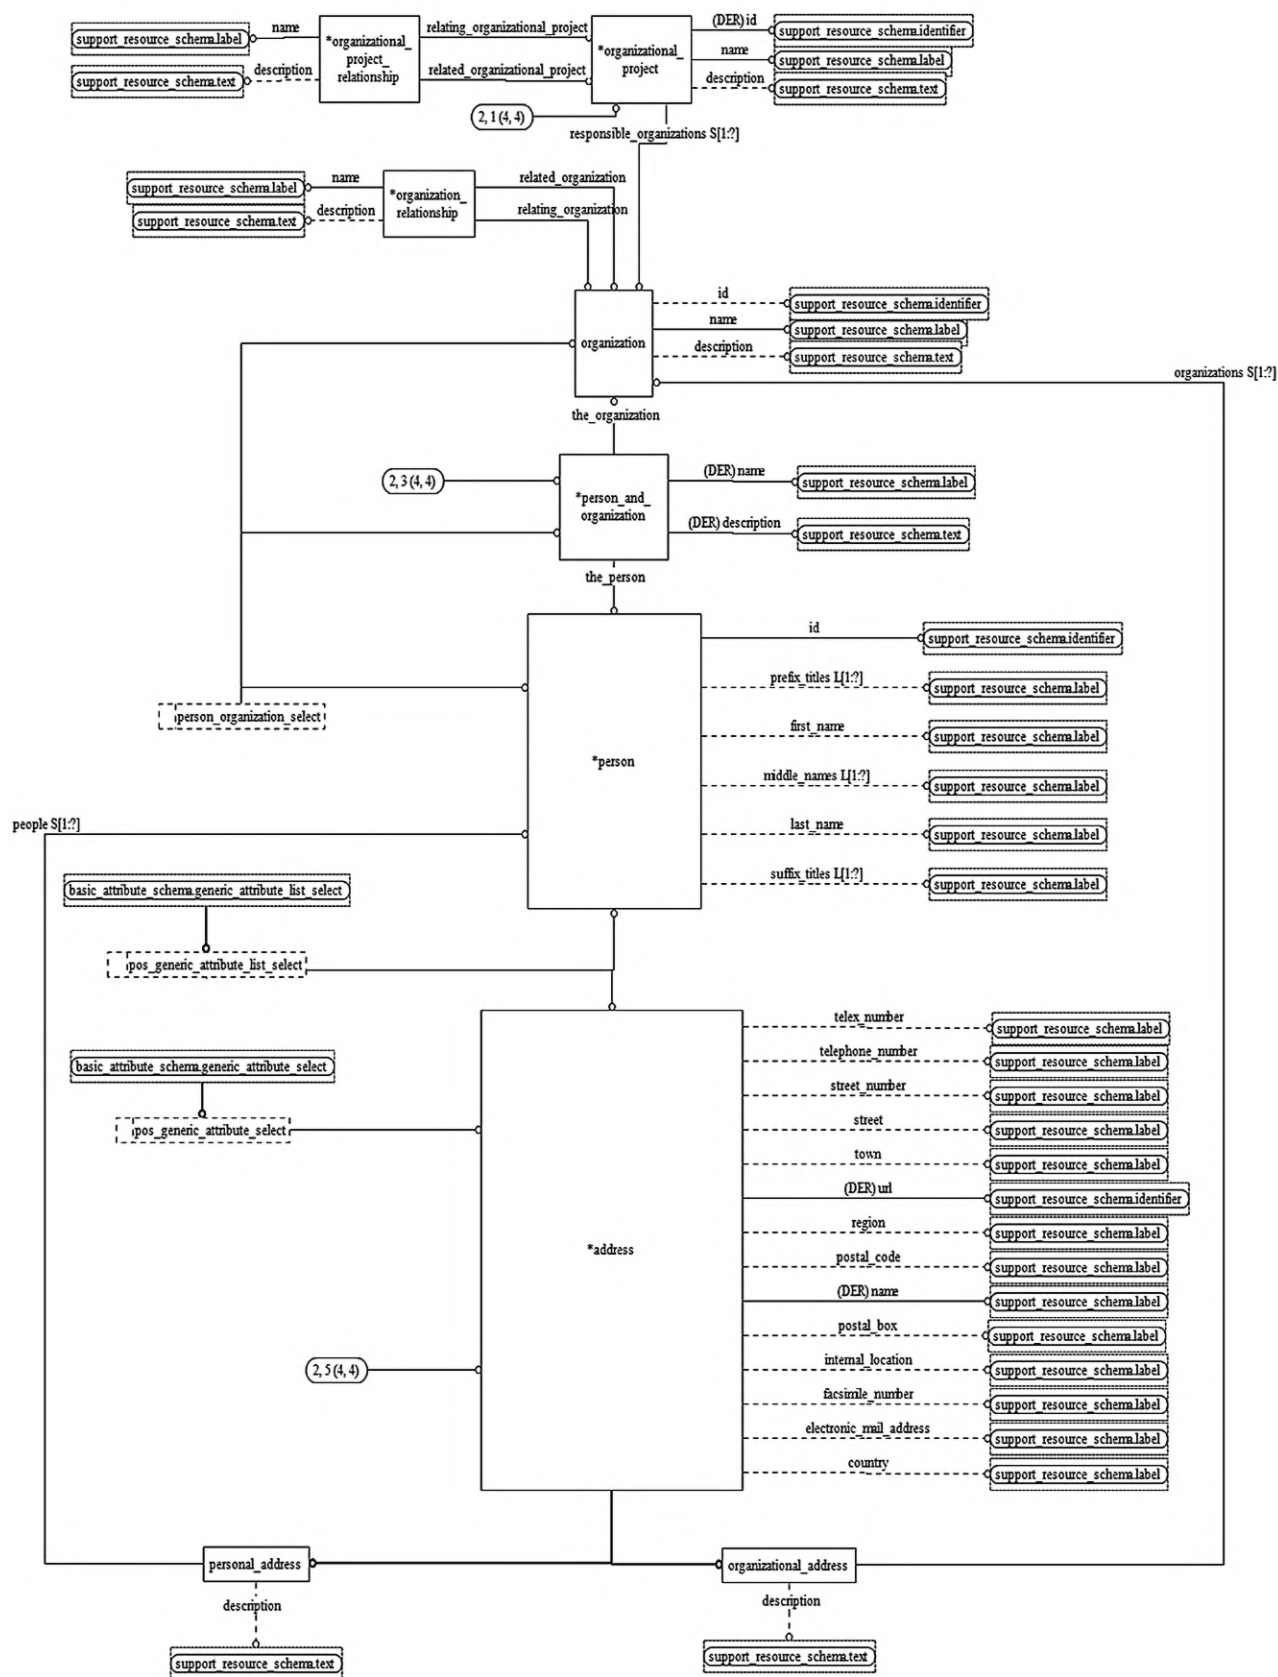 support_resource_schema.label
name
support_resource_schema.text
description
*organizational_
project_
relationship
relating_organizational_project
related_organizational_project
*organizational_
project
(DER) id
support_resource_schema.identifier
name
support_resource_schema.label
description
support_resource_schema.text
2, 1 (4, 4)
responsible_organizations S[1:?]
support_resource_schema.label
name
support_resource_schema.text
description
*organization_
relationship
related_organization
relating_organization
organization
id
support_resource_schema.identifier
name
support_resource_schema.label
description
support_resource_schema.text
organizations S[1:?]
the_organization
2, 3 (4, 4)
*person_and_
organization
(DER) name
support_resource_schema.label
(DER) description
support_resource_schema.text
the_person
person_organization_select
*person
id
support_resource_schema.identifier
prefix_titles L[1:?]
support_resource_schema.label
first_name
support_resource_schema.label
middle_names L[1:?]
support_resource_schema.label
last_name
support_resource_schema.label
suffix_titles L[1:?]
support_resource_schema.label
people S[1:?]
basic_attribute_schema.generic_attribute_list_select
pos_generic_attribute_list_select
basic_attribute_schema.generic_attribute_select
pos_generic_attribute_select
*address
telex_number
support_resource_schema.label
telephone_number
support_resource_schema.label
street_number
support_resource_schema.label
street
support_resource_schema.label
town
support_resource_schema.label
(DER) url
support_resource_schema.identifier
region
support_resource_schema.label
postal_code
support_resource_schema.label
(DER) name
support_resource_schema.label
postal_box
support_resource_schema.label
internal_location
support_resource_schema.label
facsimile_number
support_resource_schema.label
electronic_mail_address
support_resource_schema.label
country
support_resource_schema.label
2, 5 (4, 4)
personal_address
description
support_resource_schema.text
organizational_address
description
support_resource_schema.text